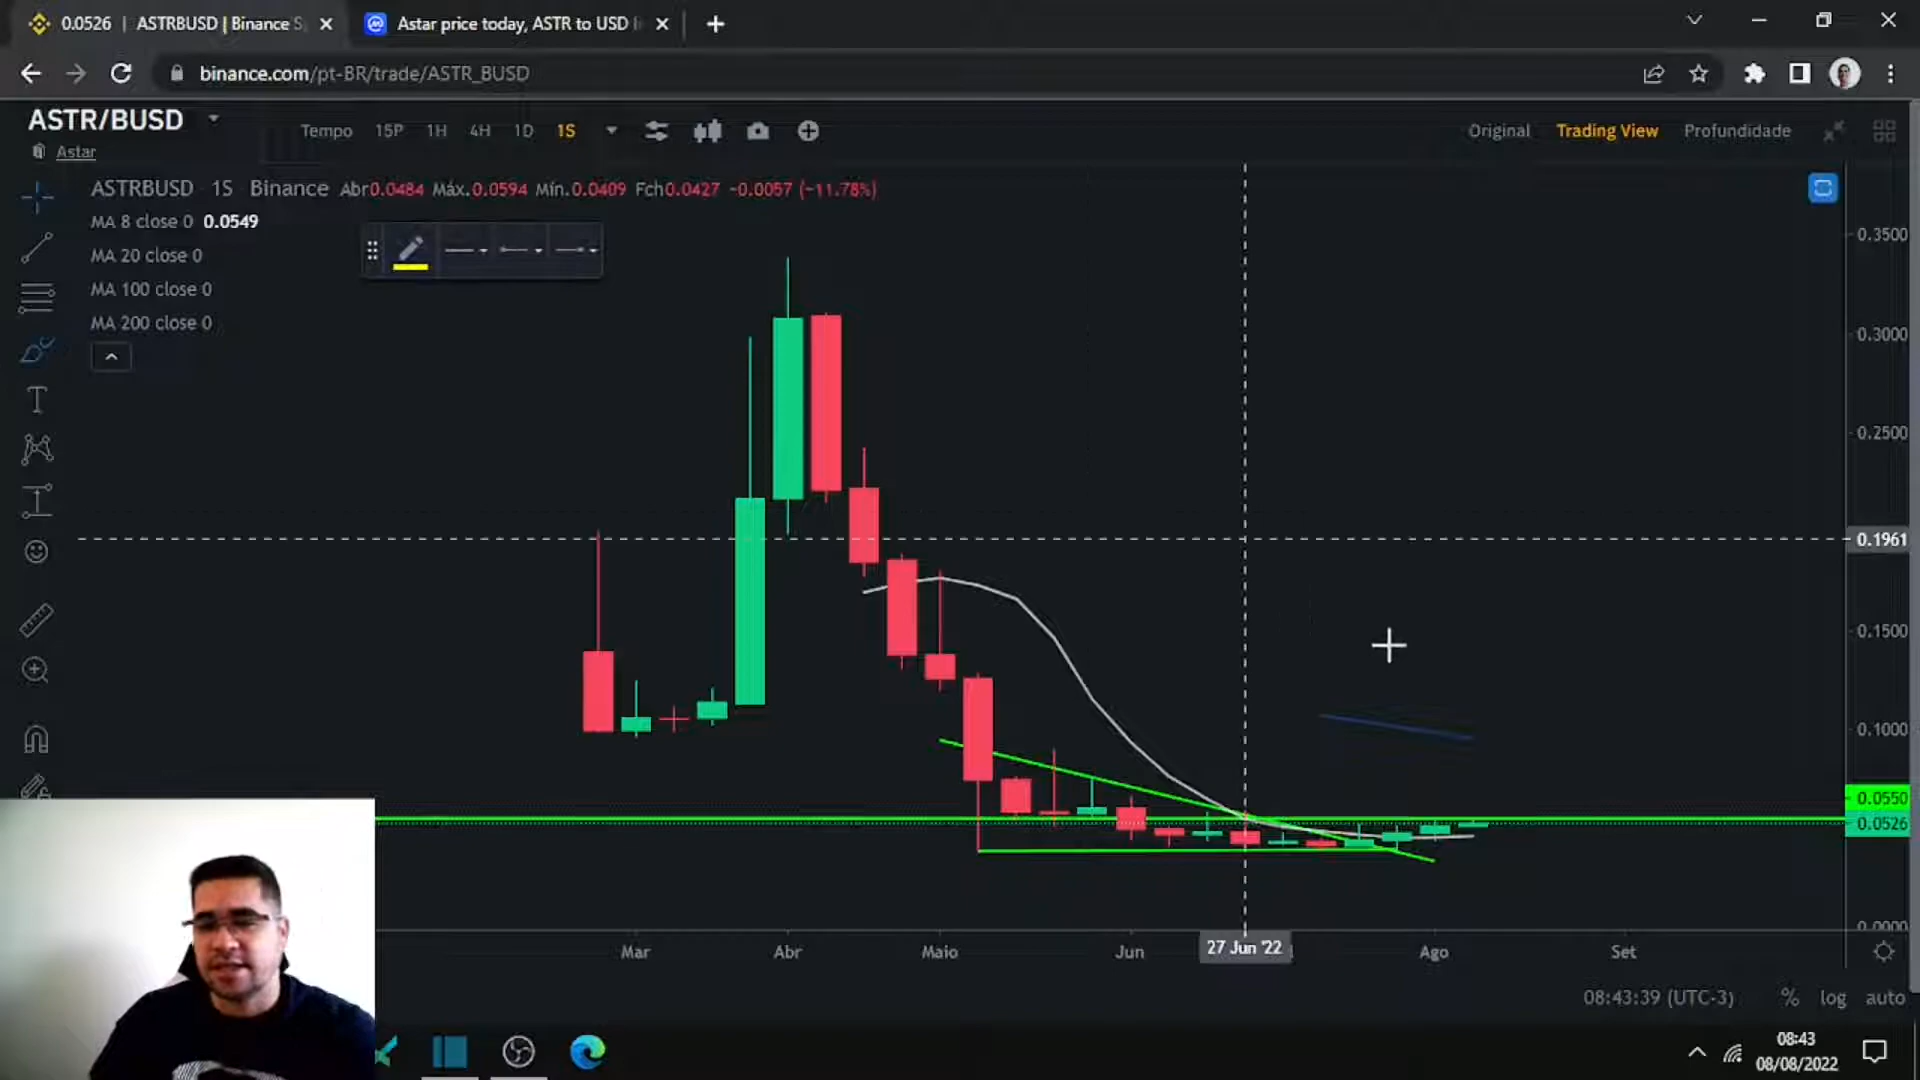 0.0526 | ASTRBUSD | Binance S
Astar price today, ASTR to USD l
binance.com/pt-BR/trade/ASTR_BUSD
ASTR/BUSD
Astar
Tempo 15P 1H 4H 1D 1S
Original Trading View Profundidade
ASTRBUSD 1S Binance Abr0.0484 Máx.0.0594 Mín.0.0409 Fch0.0427 -0.0057 (-11.78%)
MA 8 close 0 0.0549
MA 20 close 0
MA 100 close 0
MA 200 close 0
0.3500
0.3000
0.2500
0.1961
0.1500
0.1000
0.0550
0.0526
0.0000
Mar Abr Maio Jun 27 Jun '22 Ago Set
08:43:39 (UTC-3) % log auto
08:43
08/08/2022